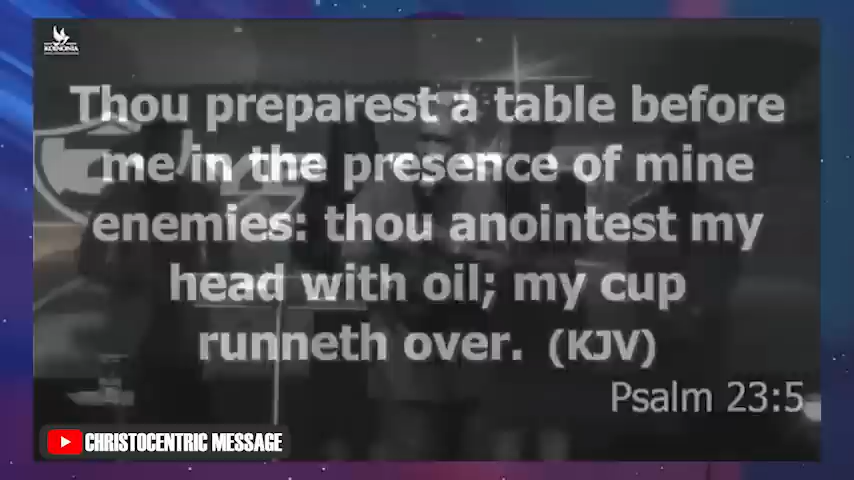 KOINONIA
Thou preparest a table before
me in the presence of mine
enemies: thou anointest my
head with oil; my cup
runneth over. (KJV)
Psalm 23:5
CHRISTOCENTRIC MESSAGE